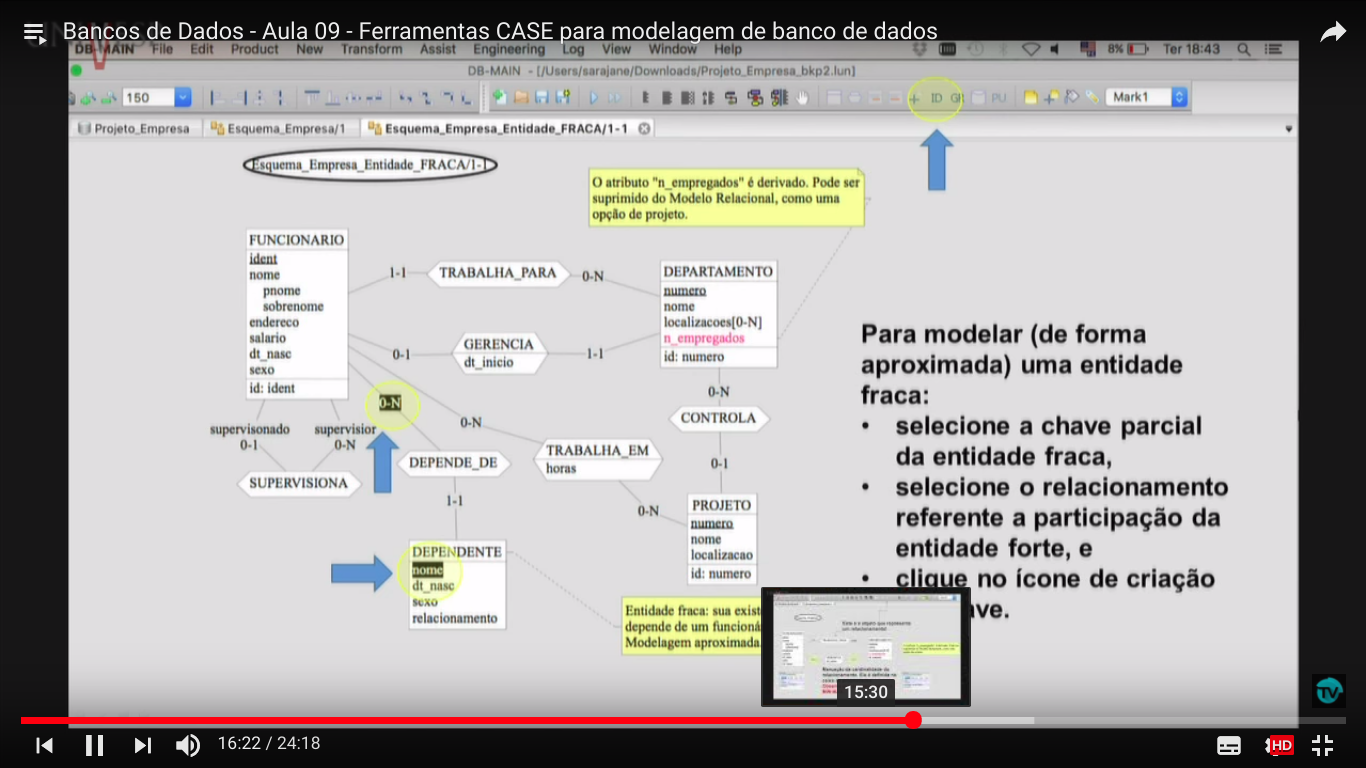 Bancos de Dados - Aula 09 - Ferramentas CASE para modelagem de banco de dados
DB-MAIN File Edit Product New Transform Assist Engineering Log View Window Help
8% Ter 18:43
DB-MAIN - [/Users/sarajane/Downloads/Projeto_Empresa_bkp2.lun]
150
ID
PU
Mark1
Projeto_Empresa
Esquema_Empresa/1
Esquema_Empresa_Entidade_FRACA/1-1
Esquema_Empresa_Entidade_FRACA/1-1
O atributo "n_empregados" é derivado. Pode ser
suprimido do Modelo Relacional, como uma
opção de projeto.
FUNCIONARIO
ident
nome
pnome
sobrenome
endereco
salario
dt_nasc
sexo
id: ident
1-1
TRABALHA_PARA
0-N
DEPARTAMENTO
numero
nome
localizacoes[0-N]
n_empregados
id: numero
0-1
GERENCIA
dt_inicio
1-1
0-N
supervisonado
0-1
supervisior
0-N
SUPERVISIONA
DEPENDE_DE
1-1
0-N
TRABALHA_EM
horas
0-N
0-N
CONTROLA
0-1
PROJETO
numero
nome
localizacao
id: numero
DEPENDENTE
nome
dt_nasc
sexo
relacionamento
Entidade fraca: sua exist
depende de um funcioná
Modelagem aproximada.
Para modelar (de forma
aproximada) uma entidade
fraca:
• selecione a chave parcial
da entidade fraca,
• selecione o relacionamento
referente a participação da
entidade forte, e
• clique no ícone de criação
ave.
15:30
TV
16:22 / 24:18
HD